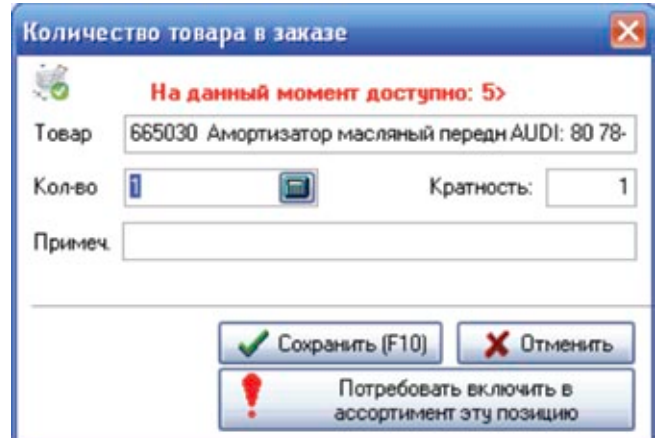 Количество товара в заказе
На данный момент доступно: 5>
Товар 665030 Амортизатор масляный передн AUDI: 80 78-
Кол-во 1 Кратность: 1
Примеч.
Сохранить (F10) Отменить
Потребовать включить в
ассортимент эту позицию